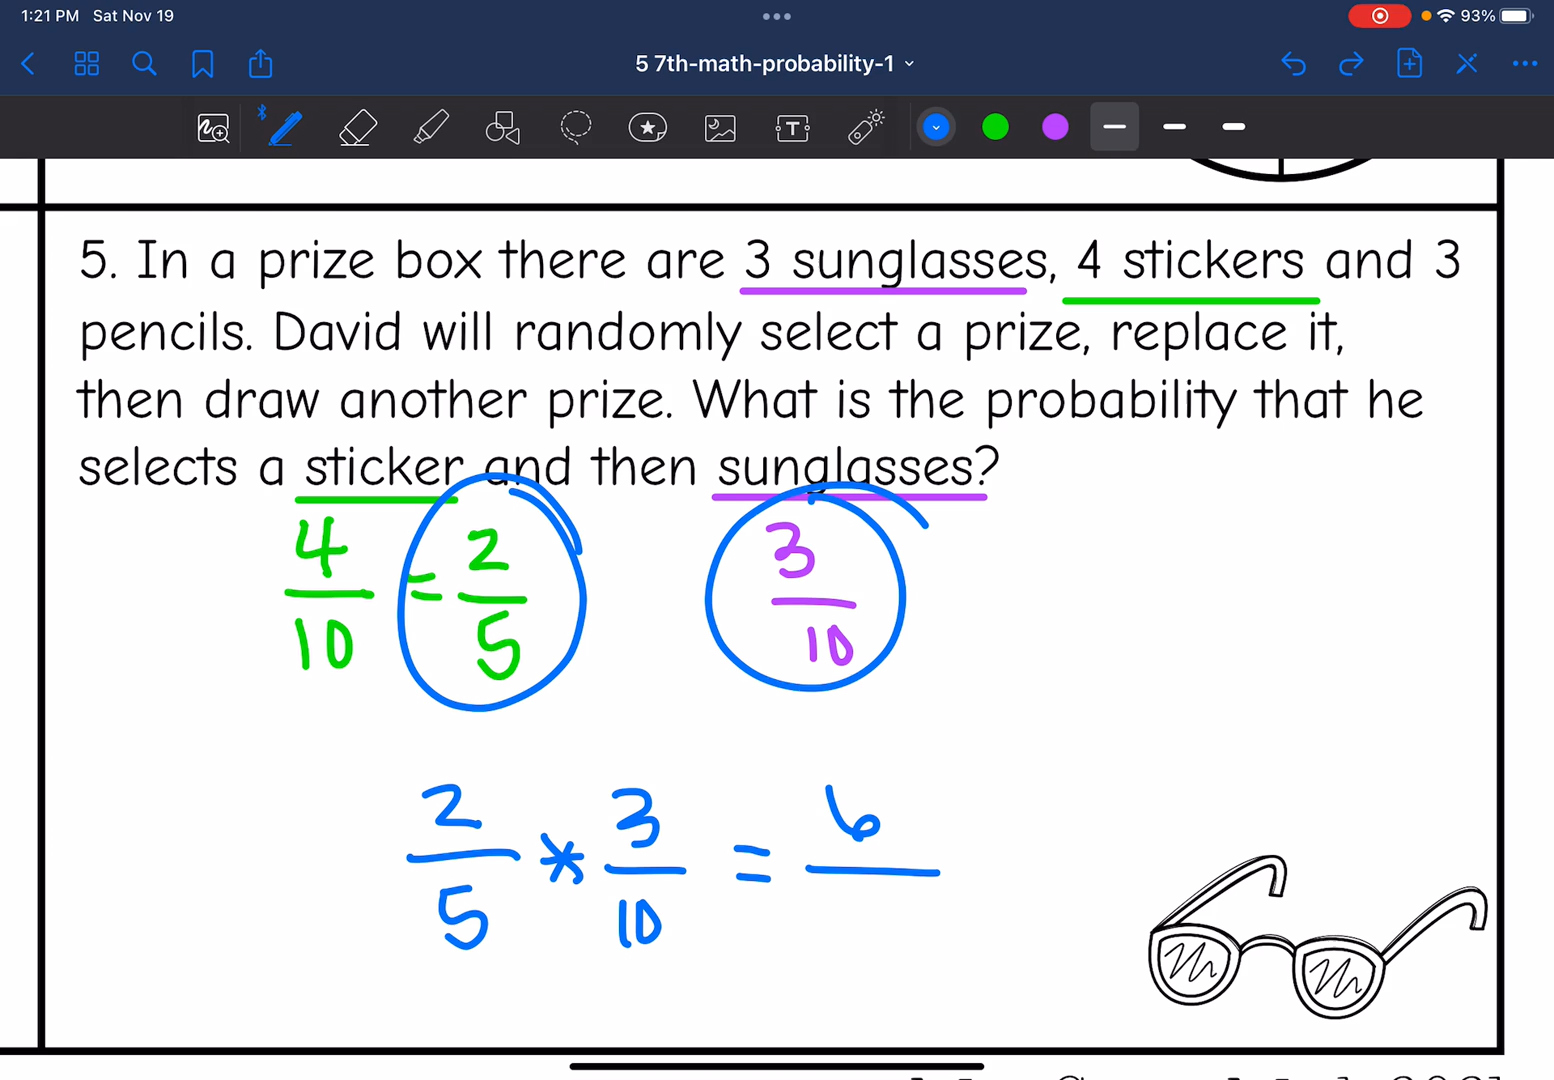 1:21 PM Sat Nov 19
93%
5 7th-math-probability-1
T
5. In a prize box there are 3 sunglasses, 4 stickers and 3
pencils. David will randomly select a prize, replace it,
then draw another prize. What is the probability that he
selects a sticker and then sunglasses?
4/10 = 2/5 3/10
2/5 * 3/10 = 6/